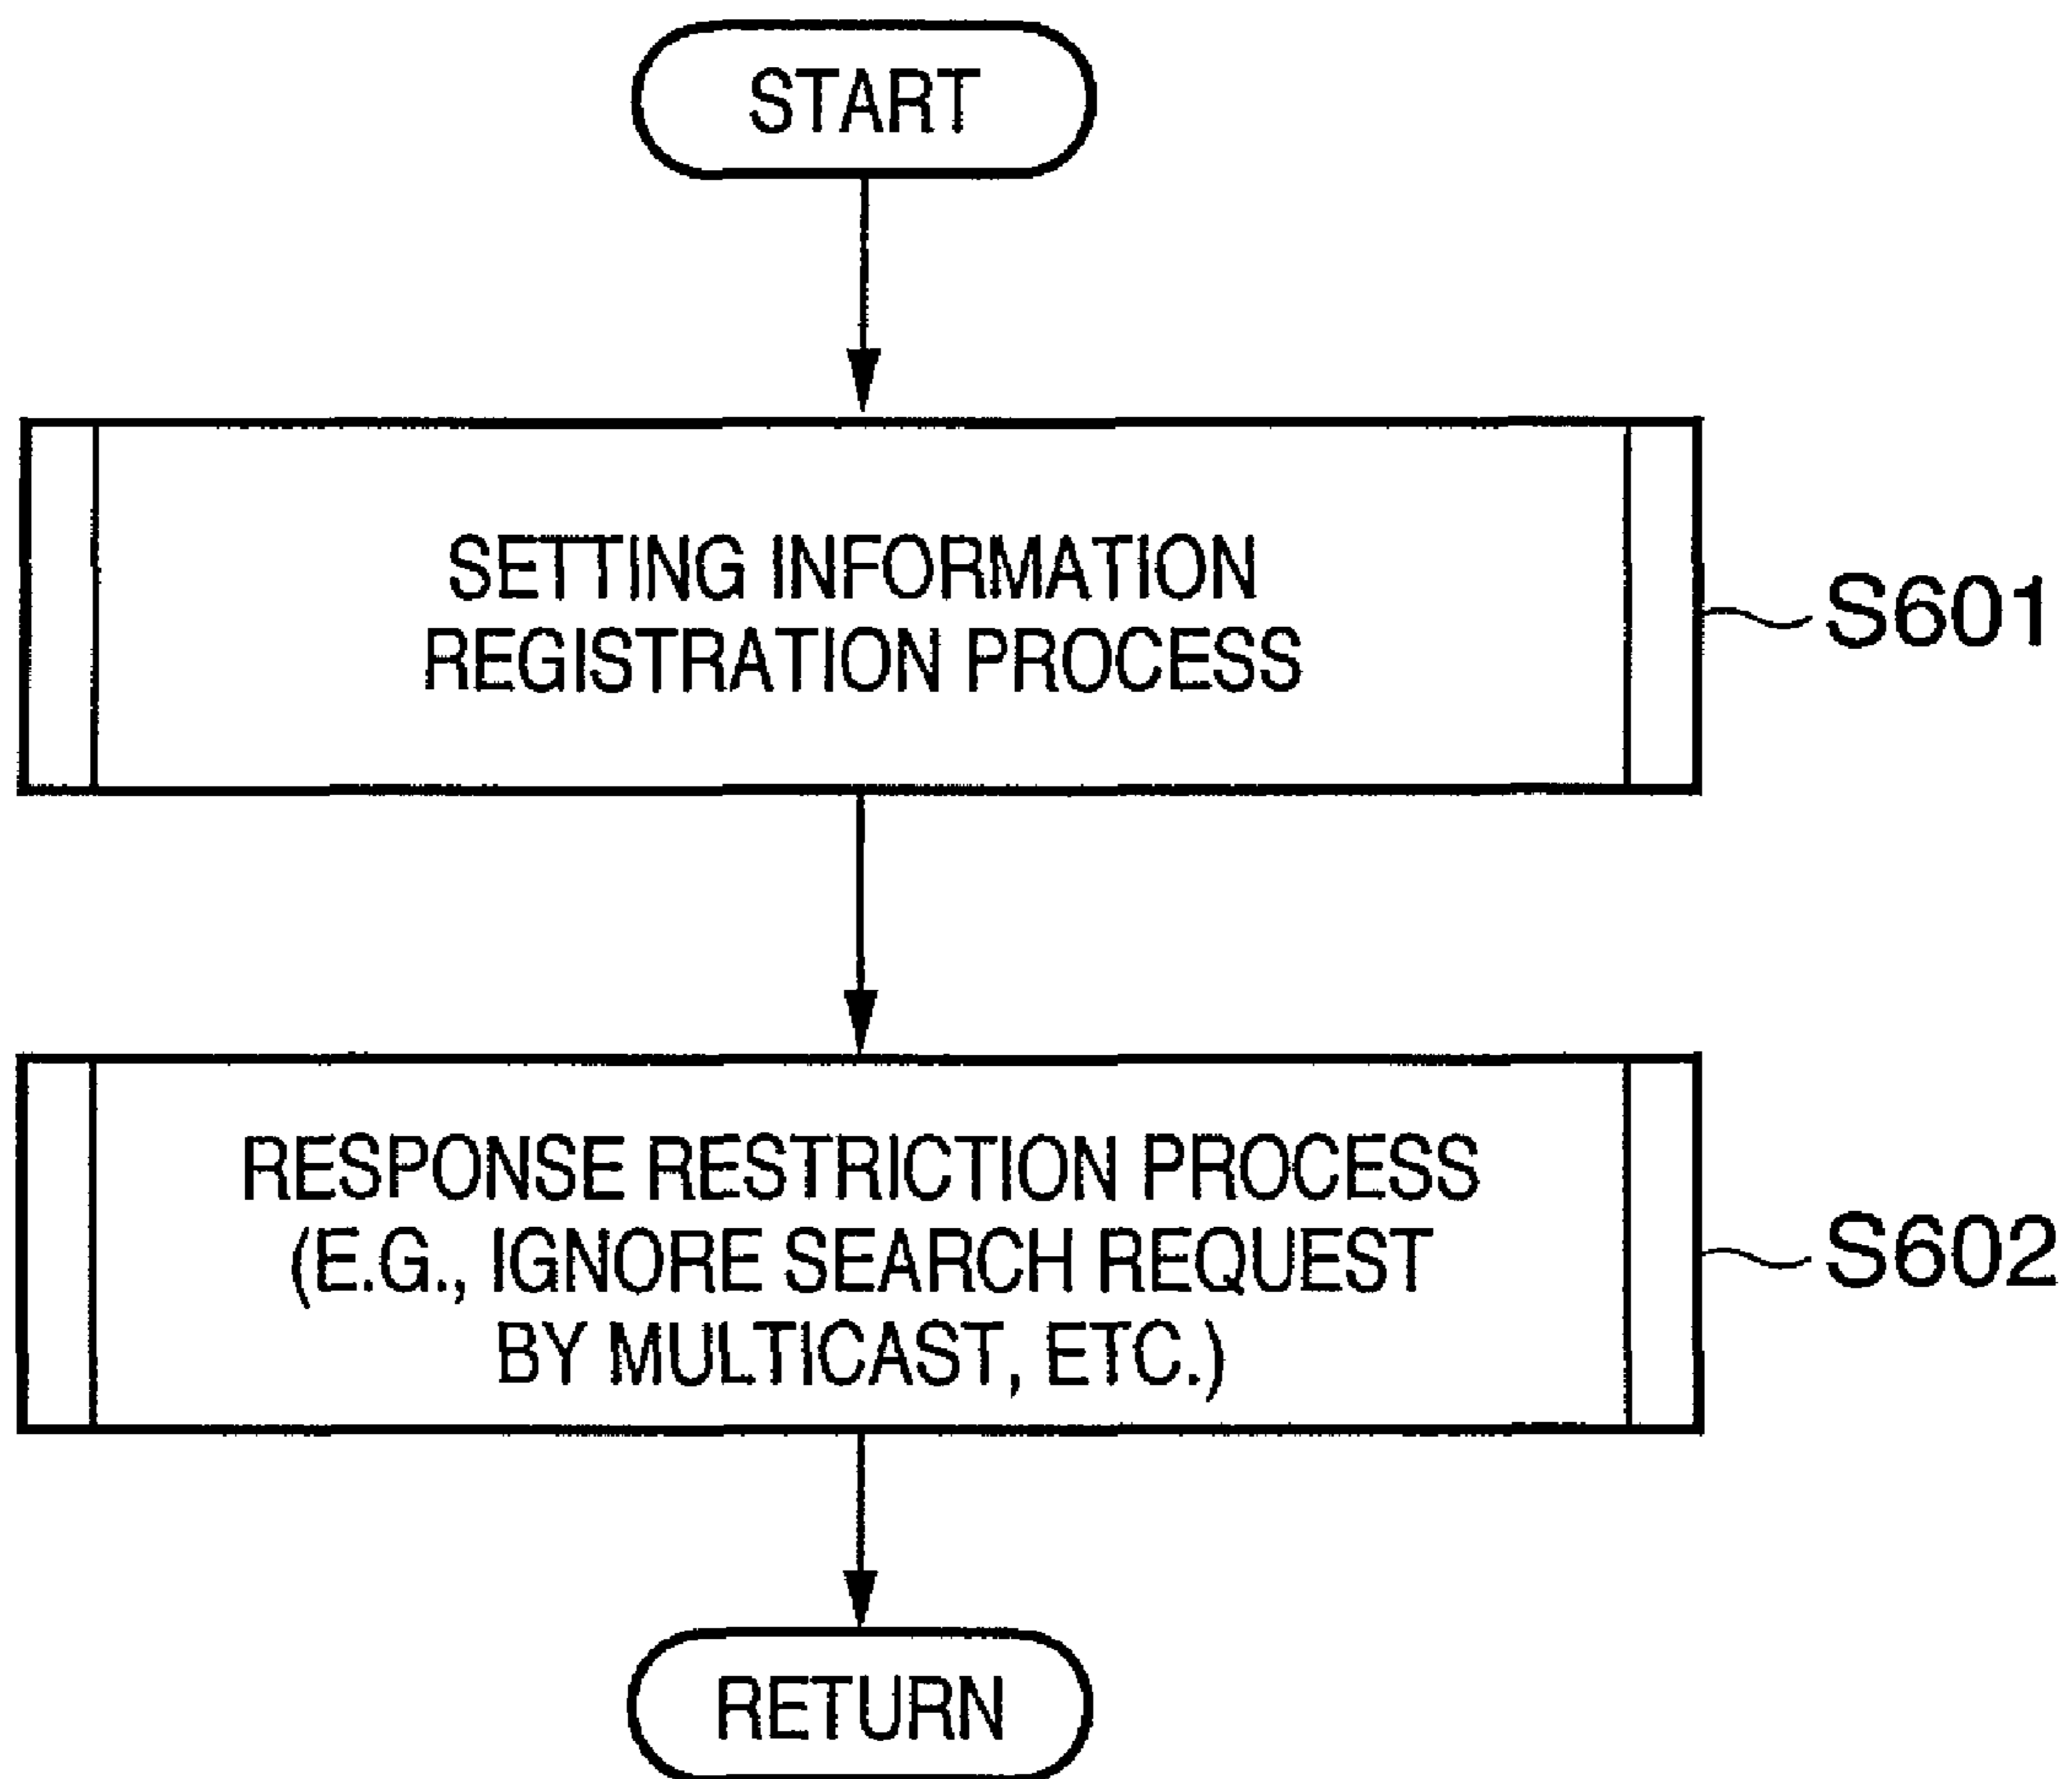 START
SETTING INFORMATION
REGISTRATION PROCESS
S601
RESPONSE RESTRICTION PROCESS
(E.G., IGNORE SEARCH REQUEST
BY MULTICAST, ETC.)
S602
RETURN